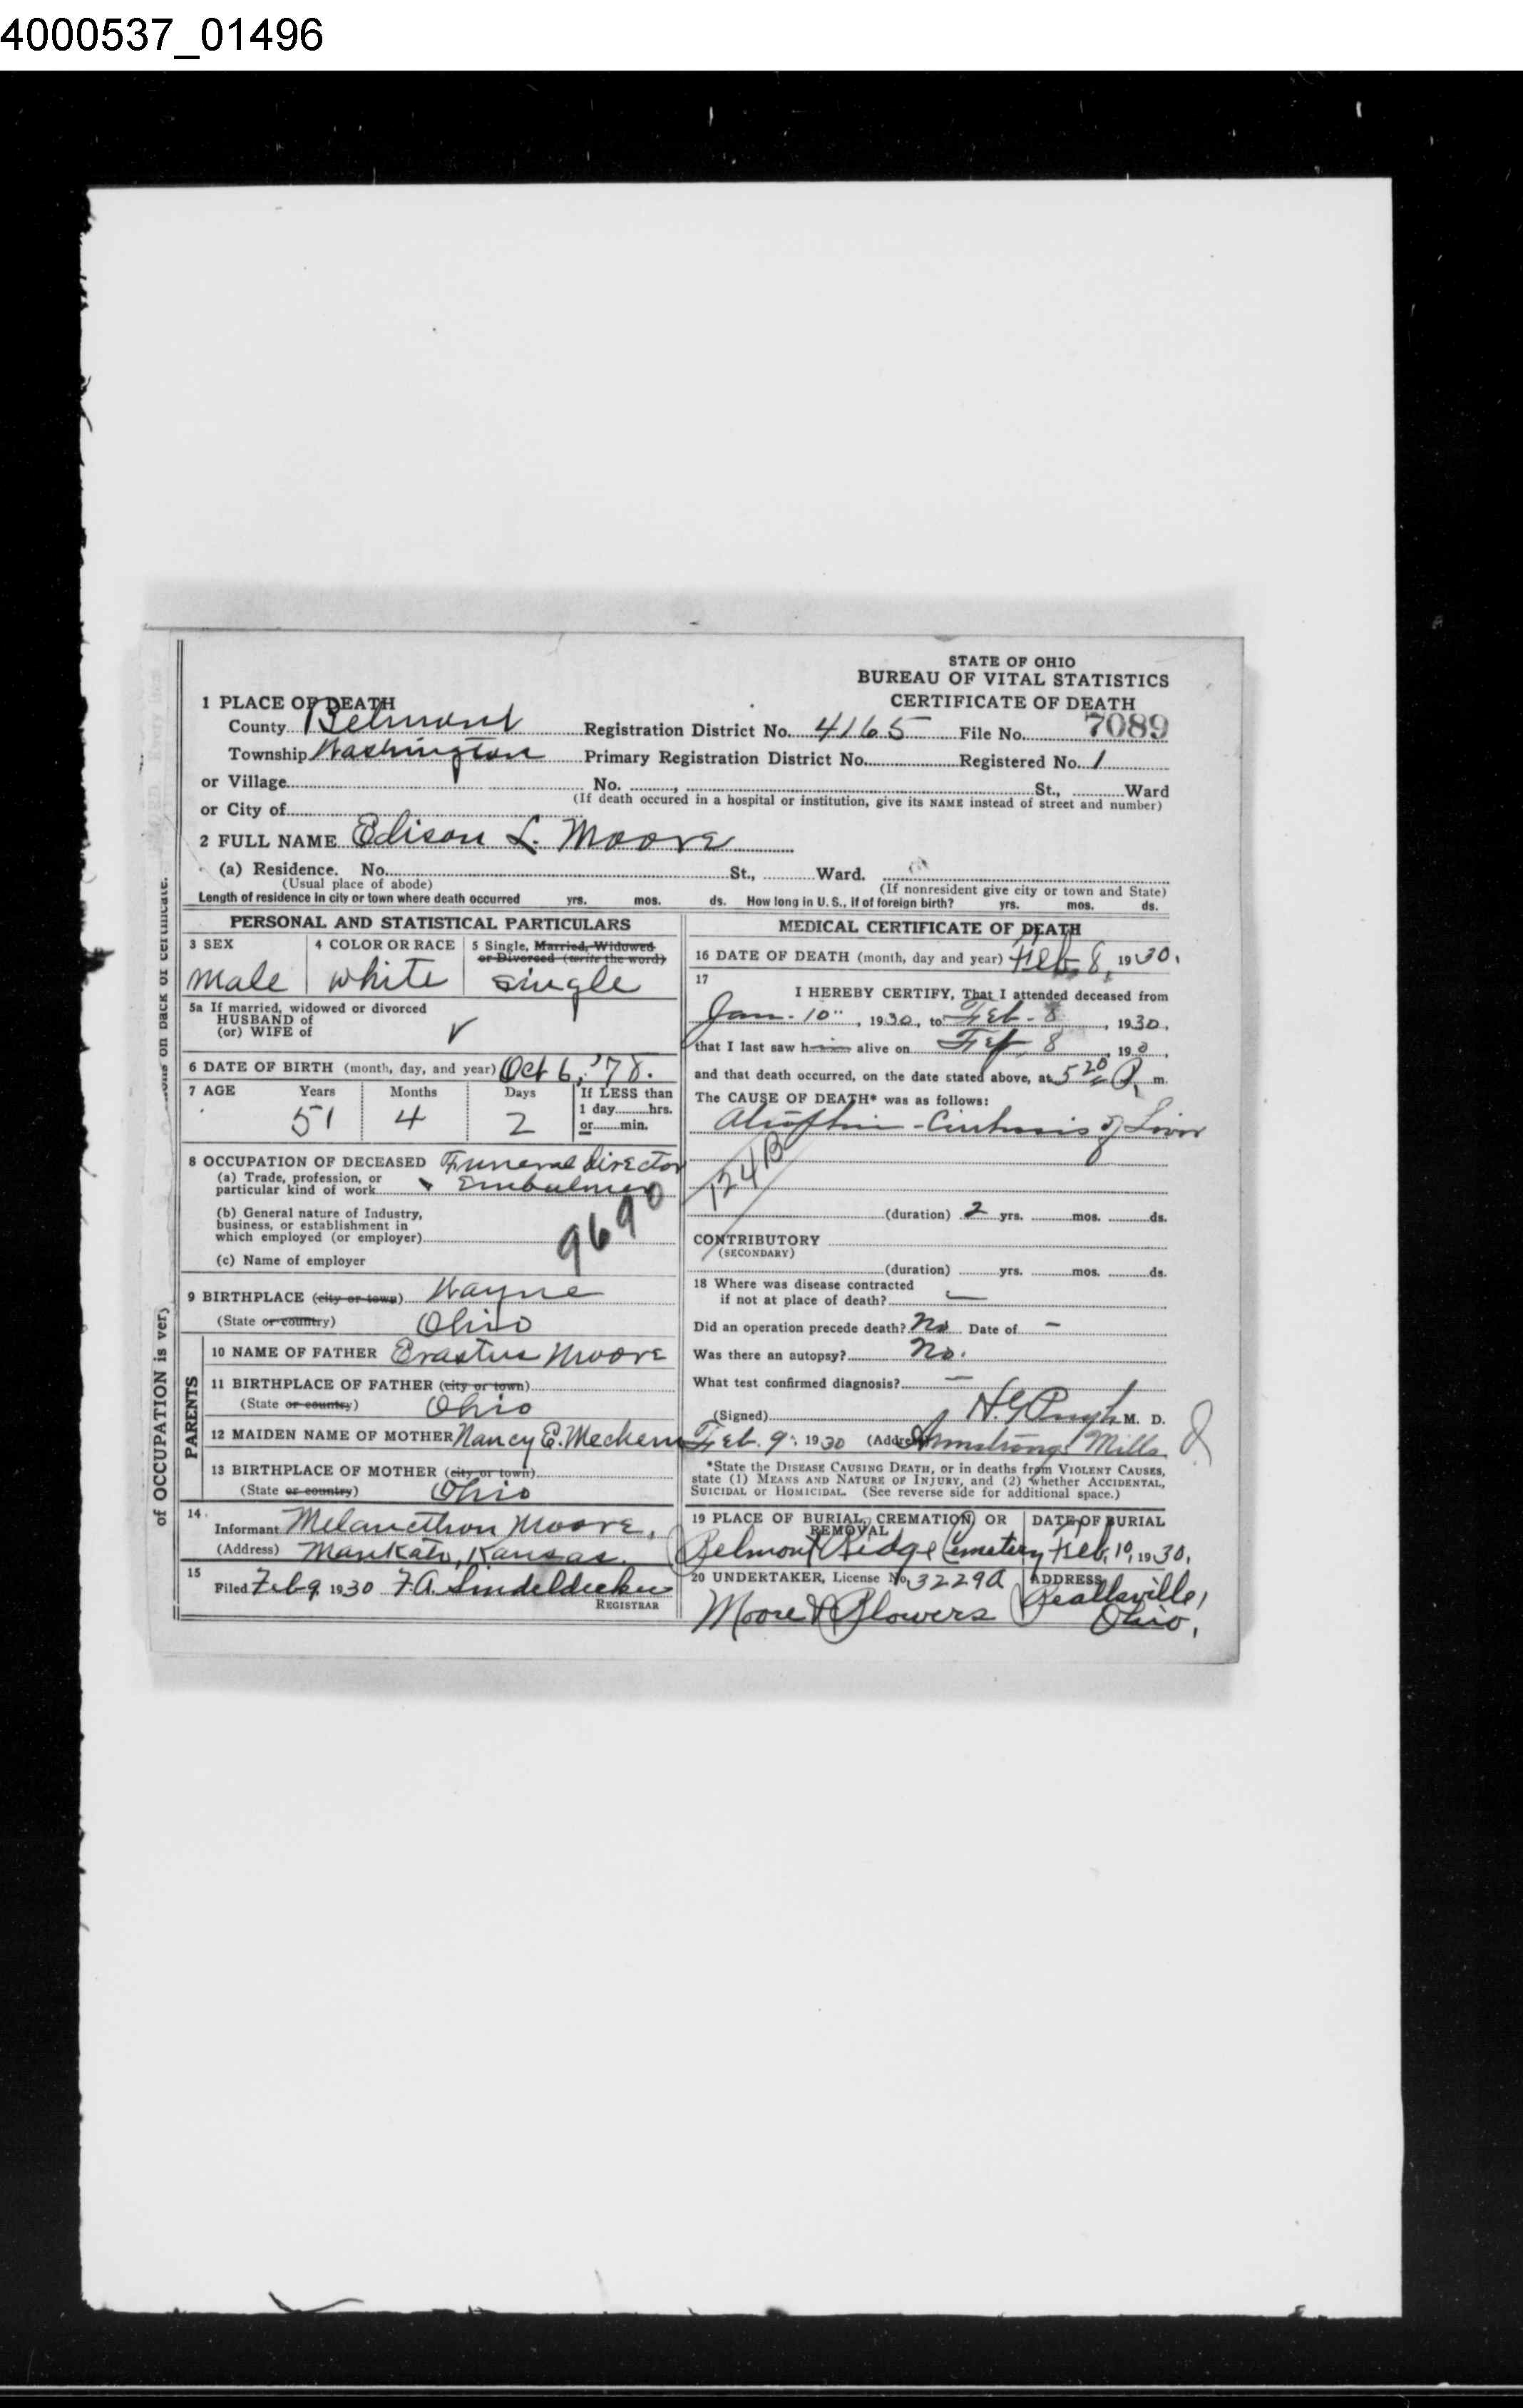 4000537_01496
STATE OF OHIO
BUREAU OF VITAL STATISTICS
CERTIFICATE OF DEATH
1 PLACE OF DEATH
County Belmont Registration District No. 4165 File No. 7089
Township Washington Primary Registration District No. Registered No. 1
or Village No. , St., Ward
(If death occured in a hospital or institution, give its NAME instead of street and number)
or City of
2 FULL NAME Edison L. Moore
(a) Residence. No. St., Ward.
(Usual place of abode) (If nonresident give city or town and State)
Length of residence in city or town where death occurred yrs. mos. ds. How long in U. S., if of foreign birth? yrs. mos. ds.
PERSONAL AND STATISTICAL PARTICULARS
3 SEX 4 COLOR OR RACE 5 Single, Married, Widowed
or Divorced (write the word)
male white single
5a If married, widowed or divorced
HUSBAND of
(or) WIFE of
6 DATE OF BIRTH (month, day, and year) Oct 6, '78.
7 AGE Years Months Days If LESS than
1 day hrs.
51 4 2 or min.
8 OCCUPATION OF DECEASED Funeral Director
(a) Trade, profession, or
particular kind of work & Embalmer
(b) General nature of Industry,
business, or establishment in
which employed (or employer) 9690
(c) Name of employer
9 BIRTHPLACE (city or town) Wayne
(State or country) Ohio
PARENTS
10 NAME OF FATHER Erastus Moore
11 BIRTHPLACE OF FATHER (city or town)
(State or country) Ohio
12 MAIDEN NAME OF MOTHER Nancy E. Mechem
13 BIRTHPLACE OF MOTHER (city or town)
(State or country) Ohio
14 Informant Melancthon Moore,
(Address) Mankato, Kansas.
15 Filed Feb 9 1930 F.A. Lindeldecker
REGISTRAR
MEDICAL CERTIFICATE OF DEATH
16 DATE OF DEATH (month, day and year) Feb, 8, 1930.
17
I HEREBY CERTIFY, That I attended deceased from
Jan. 10", 1930, to Feb. 8, 1930,
that I last saw him alive on Feb 8, 190,
and that death occurred, on the date stated above, at 5 20 P. m.
The CAUSE OF DEATH* was as follows:
Atrophic - Cirrhosis of Liver
124B
(duration) 2 yrs. mos. ds.
CONTRIBUTORY
(SECONDARY)
(duration) yrs. mos. ds.
18 Where was disease contracted
if not at place of death? —
Did an operation precede death? No Date of —
Was there an autopsy? No.
What test confirmed diagnosis? —
(Signed) H G Pugh M. D.
Feb. 9, 1930 (Address) Armstrongs Mills
*State the DISEASE CAUSING DEATH, or in deaths from VIOLENT CAUSES,
state (1) MEANS AND NATURE OF INJURY, and (2) whether ACCIDENTAL,
SUICIDAL or HOMICIDAL. (See reverse side for additional space.)
19 PLACE OF BURIAL, CREMATION, OR REMOVAL DATE OF BURIAL
Belmont Ridge Cemetery Feb, 10, 1930,
20 UNDERTAKER, License No. 3229A ADDRESS
Moore & Blowers Beallsville, Ohio,
of OCCUPATION is very
on back of certificate.